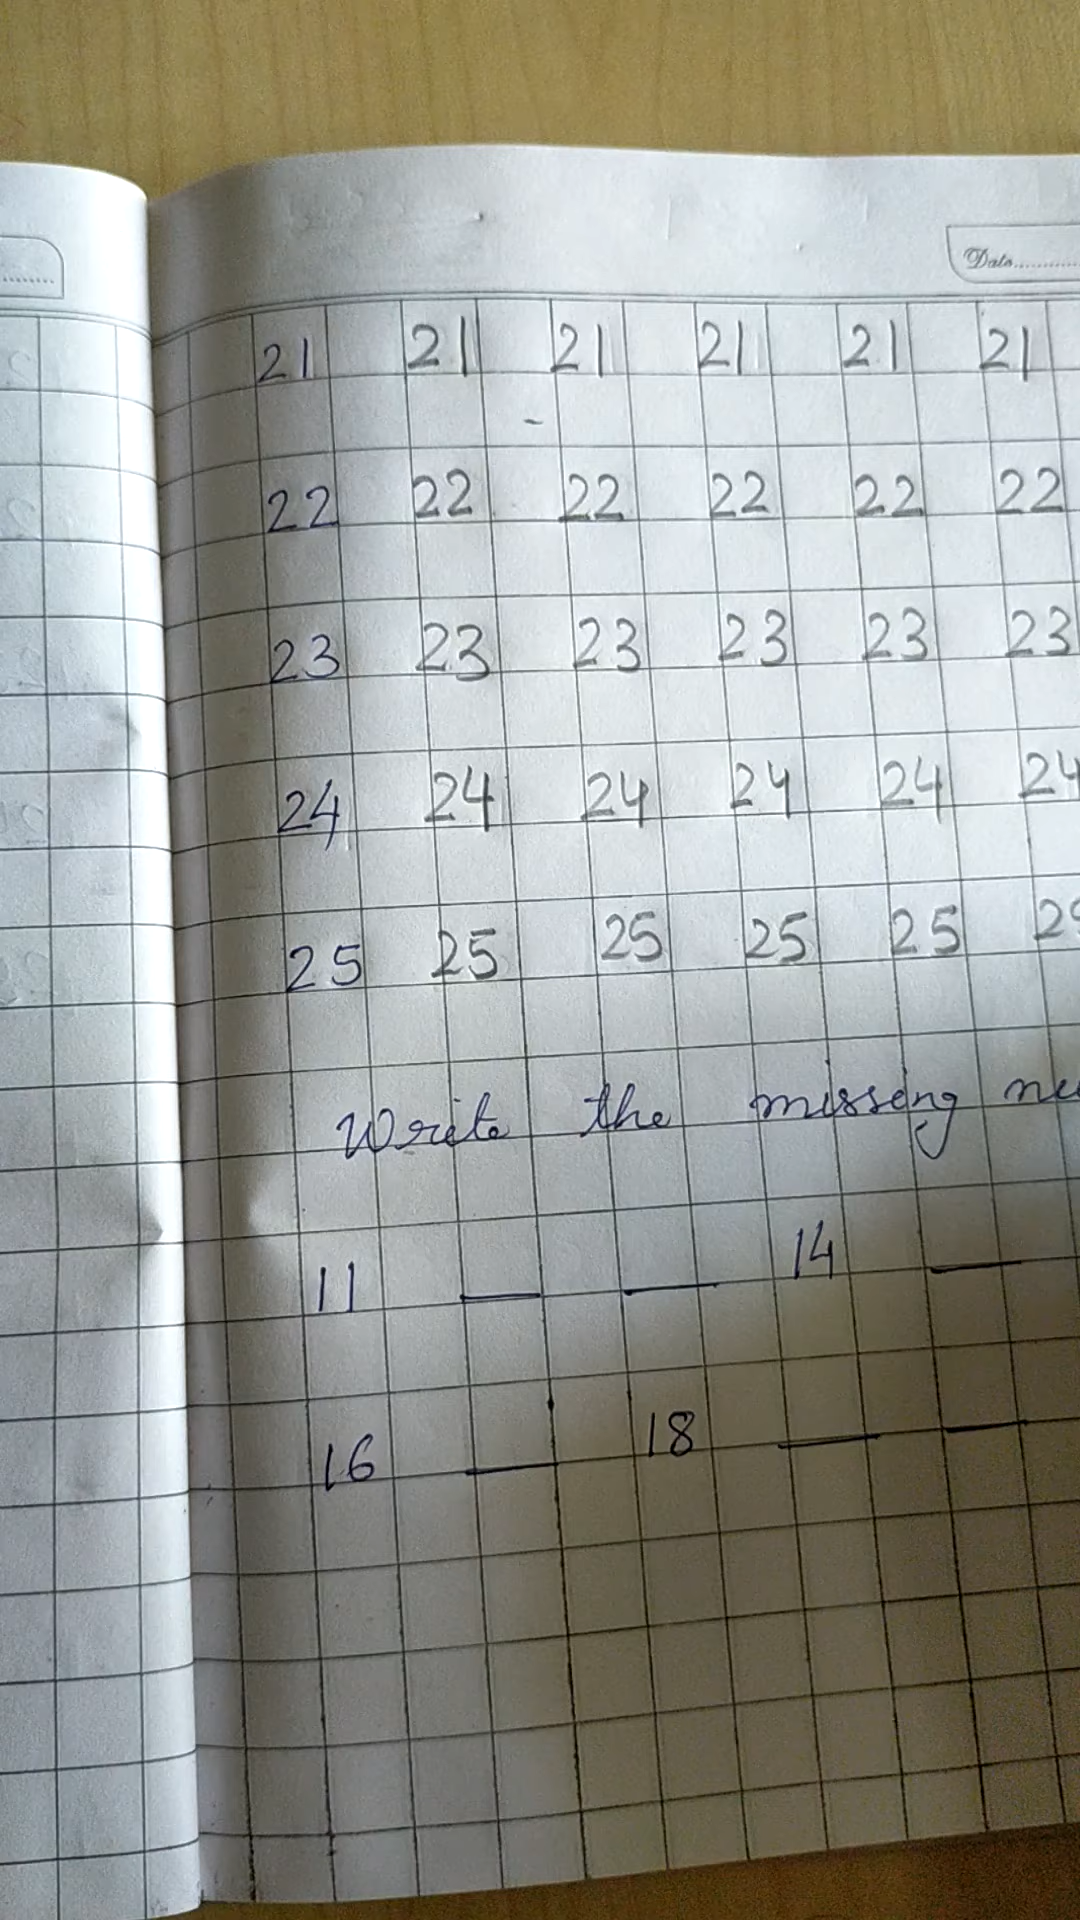 Date..........
21 21 21 21 21 21
22 22 22 22 22 22
23 23 23 23 23 23
24 24 24 24 24 24
25 25 25 25 25
Write the missing
11 __ __ 14 __
16 __ 18 __ __